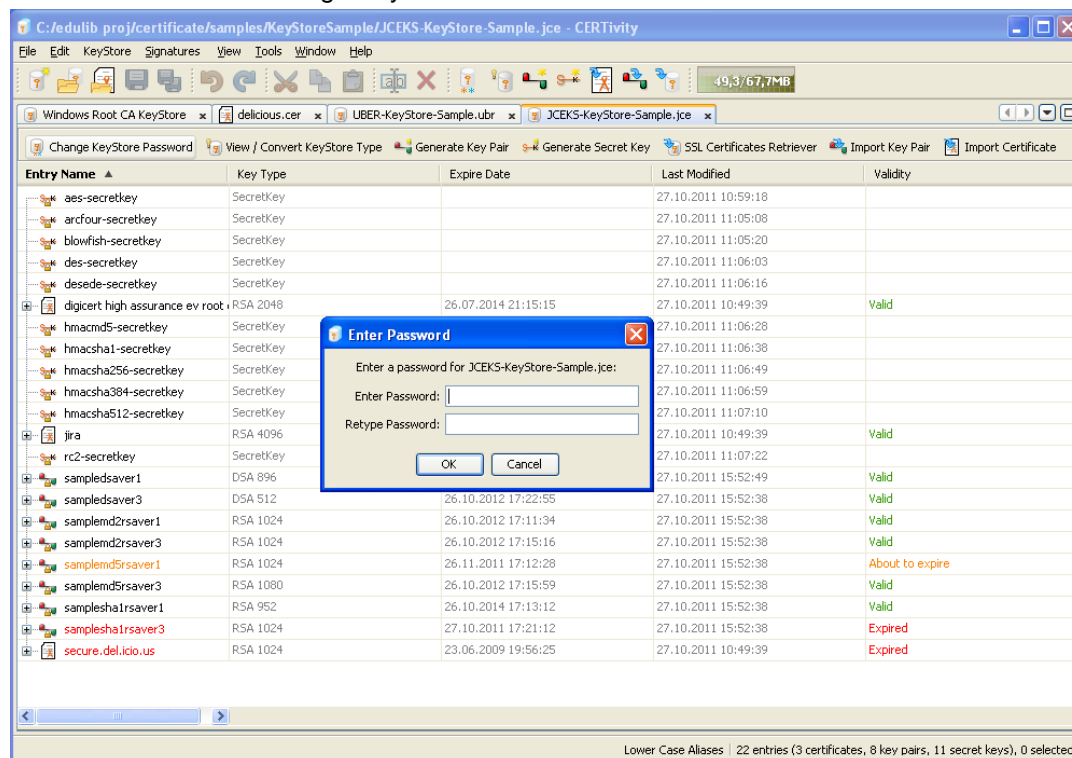 C:/edulib proj/certificate/samples/KeyStoreSample/JCEKS-KeyStore-Sample.jce - CERTivity
File Edit KeyStore Signatures View Tools Window Help
49,3/67,7MB
Windows Root CA KeyStore x delicious.cer x UBER-KeyStore-Sample.ubr x JCEKS-KeyStore-Sample.jce x
Change KeyStore Password View / Convert KeyStore Type Generate Key Pair Generate Secret Key SSL Certificates Retriever Import Key Pair Import Certificate
Entry Name Key Type Expire Date Last Modified Validity
aes-secretkey SecretKey 27.10.2011 10:59:18
arcfour-secretkey SecretKey 27.10.2011 11:05:08
blowfish-secretkey SecretKey 27.10.2011 11:05:20
des-secretkey SecretKey 27.10.2011 11:06:03
desede-secretkey SecretKey 27.10.2011 11:06:16
digicert high assurance ev root RSA 2048 26.07.2014 21:15:15 27.10.2011 10:49:39 Valid
hmacmd5-secretkey SecretKey 27.10.2011 11:06:28
hmacsha1-secretkey SecretKey 27.10.2011 11:06:38
hmacsha256-secretkey SecretKey 27.10.2011 11:06:49
hmacsha384-secretkey SecretKey 27.10.2011 11:06:59
hmacsha512-secretkey SecretKey 27.10.2011 11:07:10
jira RSA 4096 27.10.2011 10:49:39 Valid
rc2-secretkey SecretKey 27.10.2011 11:07:22
sampledsaver1 DSA 896 27.10.2011 15:52:49 Valid
sampledsaver3 DSA 512 26.10.2012 17:22:55 27.10.2011 15:52:38 Valid
samplemd2rsaver1 RSA 1024 26.10.2012 17:11:34 27.10.2011 15:52:38 Valid
samplemd2rsaver3 RSA 1024 26.10.2012 17:15:16 27.10.2011 15:52:38 Valid
samplemd5rsaver1 RSA 1024 26.11.2011 17:12:28 27.10.2011 15:52:38 About to expire
samplemd5rsaver3 RSA 1080 26.10.2012 17:15:59 27.10.2011 15:52:38 Valid
samplesha1rsaver1 RSA 952 26.10.2014 17:13:12 27.10.2011 15:52:38 Valid
samplesha1rsaver3 RSA 1024 27.10.2011 17:21:12 27.10.2011 15:52:38 Expired
secure.del.icio.us RSA 1024 23.06.2009 19:56:25 27.10.2011 10:49:39 Expired
Enter Password
Enter a password for JCEKS-KeyStore-Sample.jce:
Enter Password:
Retype Password:
OK Cancel
Lower Case Aliases 22 entries (3 certificates, 8 key pairs, 11 secret keys), 0 selected